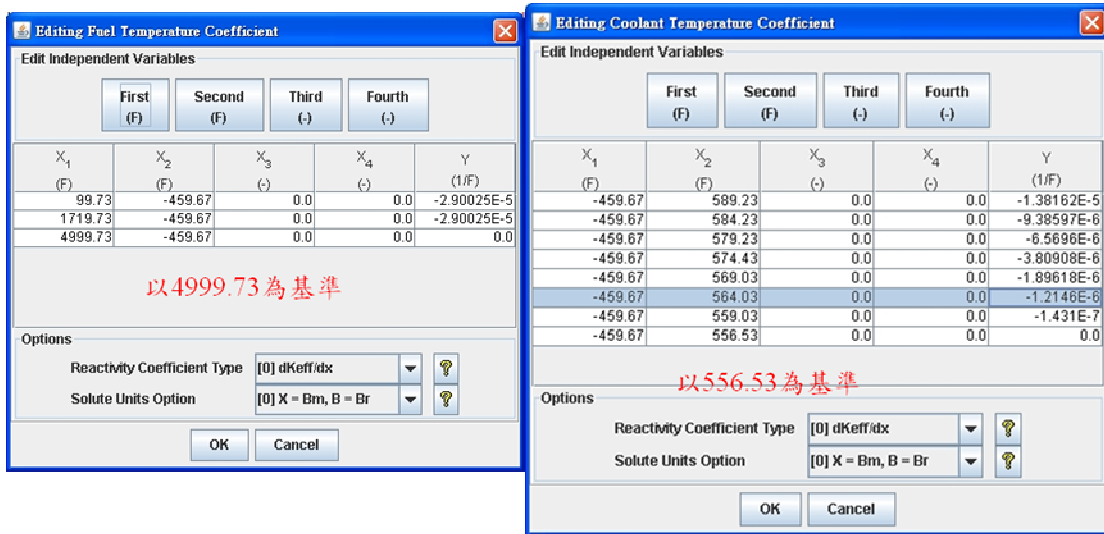 Editing Fuel Temperature Coefficient
Edit Independent Variables
First Second Third Fourth
(F) (F) (-) (-)
X1 X2 X3 X4 Y
(F) (F) (-) (-) (1/F)
99.73 -459.67 0.0 0.0 -2.90025E-5
1719.73 -459.67 0.0 0.0 -2.90025E-5
4999.73 -459.67 0.0 0.0 0.0
以4999.73為基準
Options
Reactivity Coefficient Type [0] dKeff/dx
Solute Units Option [0] X = Bm, B = Br
OK Cancel
Editing Coolant Temperature Coefficient
Edit Independent Variables
First Second Third Fourth
(F) (F) (-) (-)
X1 X2 X3 X4 Y
(F) (F) (-) (-) (1/F)
-459.67 589.23 0.0 0.0 -1.38162E-5
-459.67 584.23 0.0 0.0 -9.38597E-6
-459.67 579.23 0.0 0.0 -6.5696E-6
-459.67 574.43 0.0 0.0 -3.80908E-6
-459.67 569.03 0.0 0.0 -1.89618E-6
-459.67 564.03 0.0 0.0 -1.2146E-6
-459.67 559.03 0.0 0.0 -1.431E-7
-459.67 556.53 0.0 0.0 0.0
以556.53為基準
Options
Reactivity Coefficient Type [0] dKeff/dx
Solute Units Option [0] X = Bm, B = Br
OK Cancel